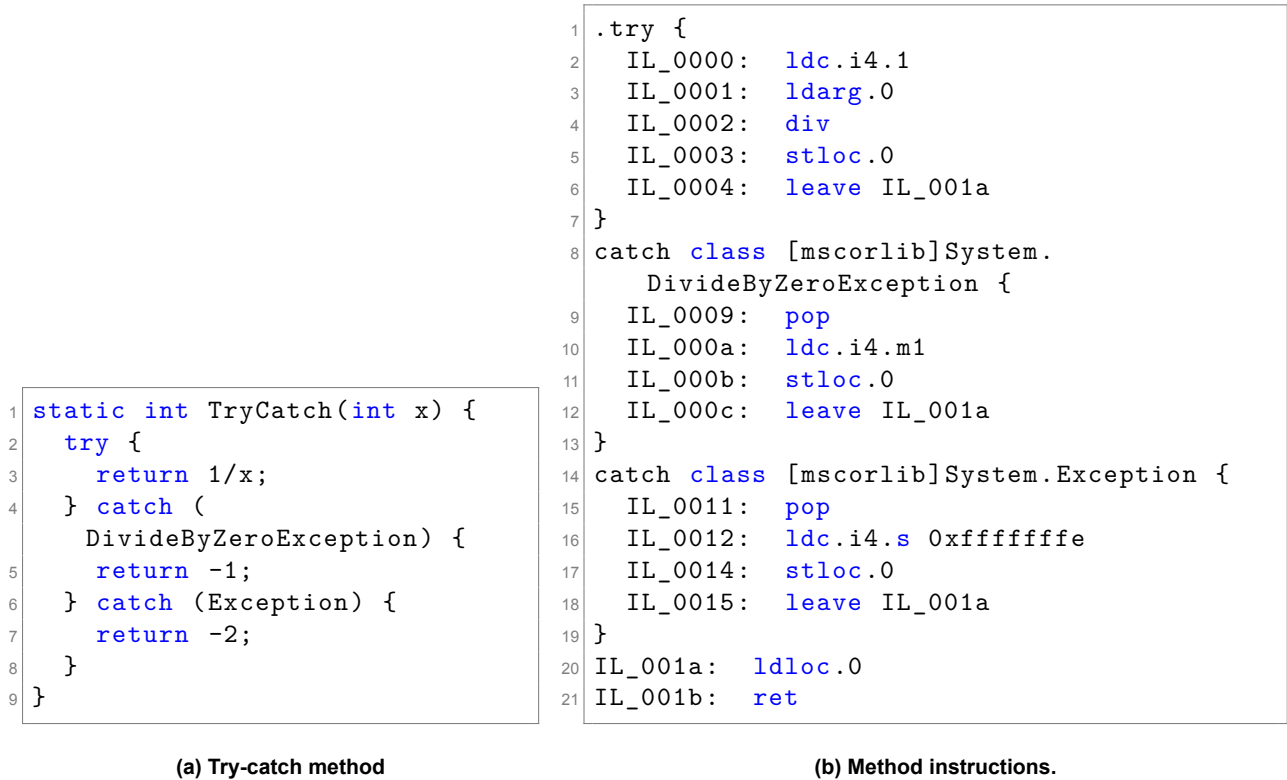 1 static int TryCatch(int x) {
2   try {
3     return 1/x;
4   } catch (
    DivideByZeroException) {
5     return -1;
6   } catch (Exception) {
7     return -2;
8   }
9 }
(a) Try-catch method
1 .try {
2   IL_0000:  ldc.i4.1
3   IL_0001:  ldarg.0
4   IL_0002:  div
5   IL_0003:  stloc.0
6   IL_0004:  leave IL_001a
7 }
8 catch class [mscorlib]System.
    DivideByZeroException {
9   IL_0009:  pop
10   IL_000a:  ldc.i4.m1
11   IL_000b:  stloc.0
12   IL_000c:  leave IL_001a
13 }
14 catch class [mscorlib]System.Exception {
15   IL_0011:  pop
16   IL_0012:  ldc.i4.s 0xfffffffe
17   IL_0014:  stloc.0
18   IL_0015:  leave IL_001a
19 }
20 IL_001a:  ldloc.0
21 IL_001b:  ret
(b) Method instructions.